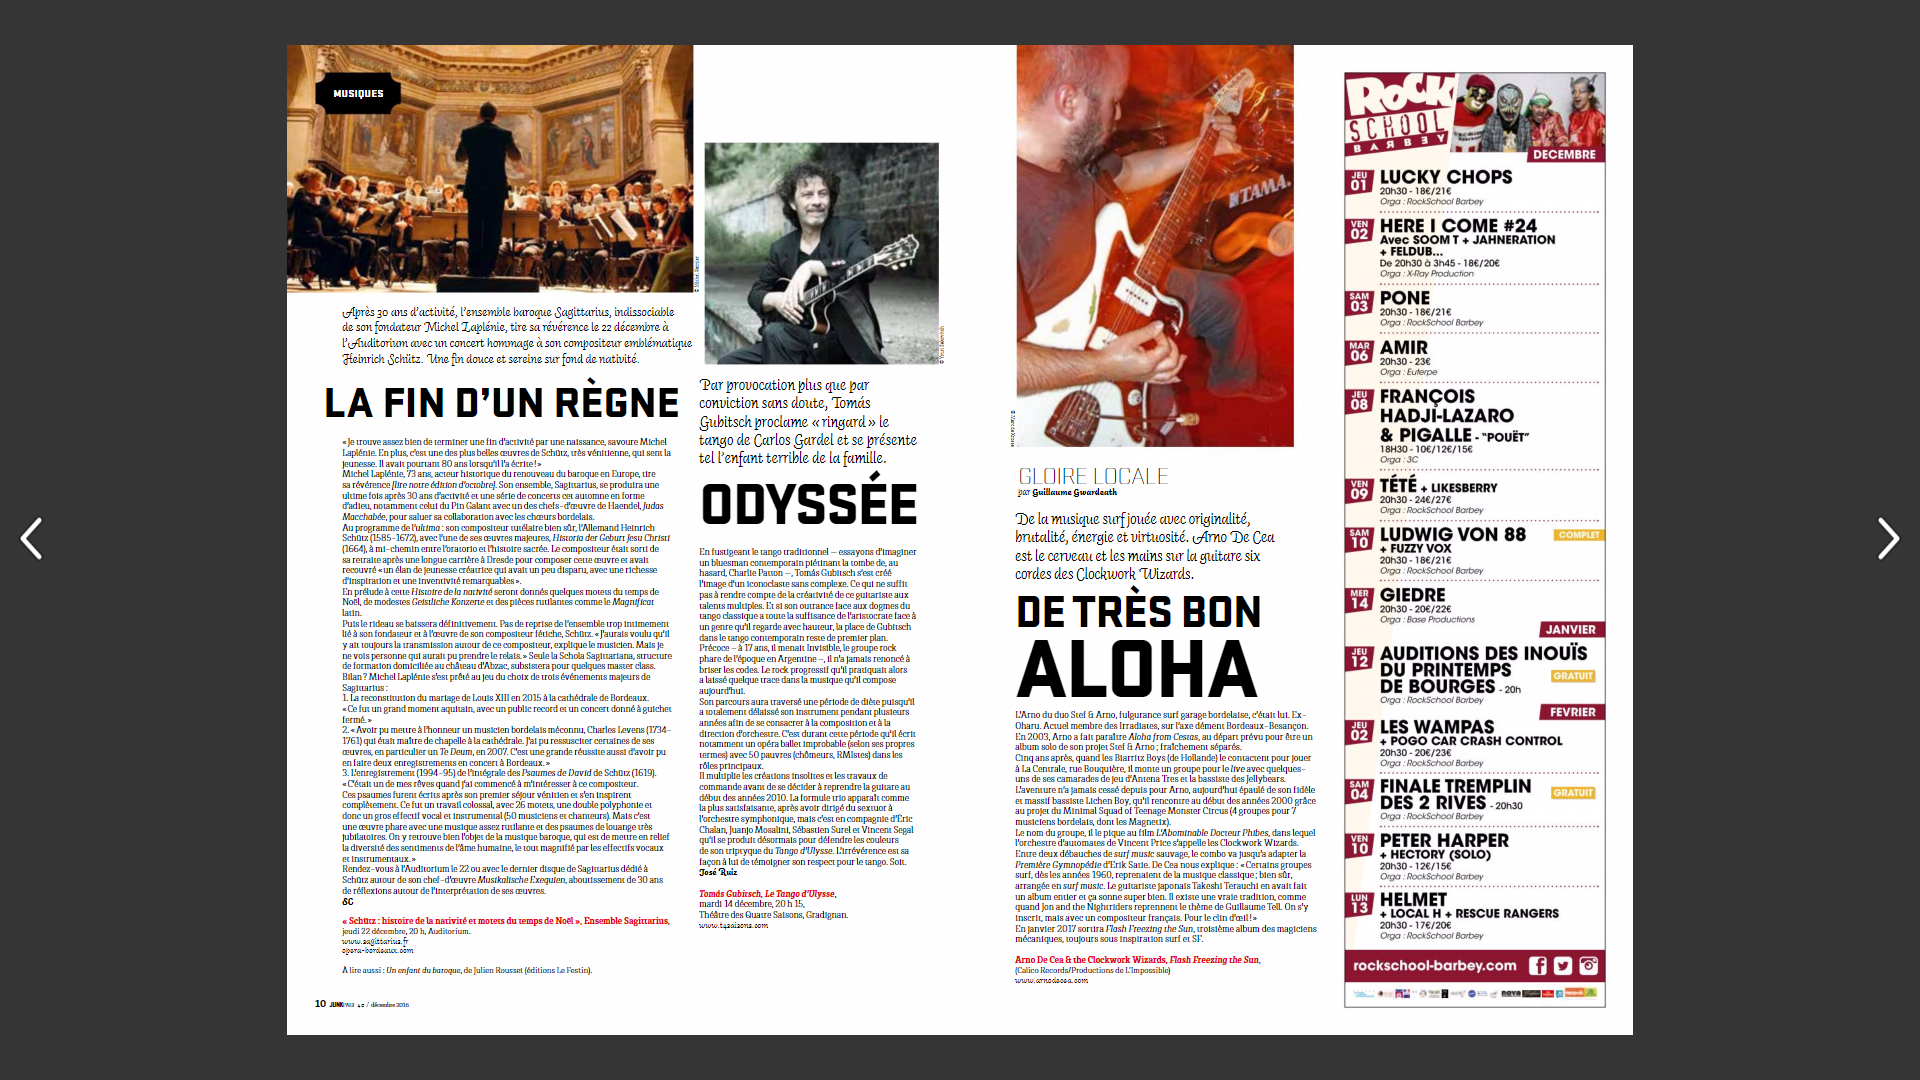 MUSIQUES
Après 30 ans d'activité, l'ensemble baroque Sagittarius, indissociable
de son fondateur Michel Laplénie, tire sa révérence le 22 décembre à
l'Auditorium avec un concert hommage à son compositeur emblématique
Heinrich Schütz. Une fin douce et sereine sur fond de nativité.
LA FIN D'UN RÈGNE
« Je trouve assez bien de terminer une fin d'activité par une naissance, savoure Michel
Laplénie. En plus, c'est une des plus belles œuvres de Schütz, très vénitienne, qui sent la
jeunesse. Il avait pourtant 80 ans lorsqu'il l'a écrite ! »
Michel Laplénie, 73 ans, acteur historique du renouveau du baroque en Europe, tire
sa révérence [lire notre édition d'octobre]. Son ensemble, Sagittarius, se produira une
ultime fois après 30 ans d'activité et une série de concerts cet automne en forme
d'adieu, notamment celui du Pin Galant avec un des chefs-d'œuvre de Haendel, Judas
Macchabée, pour saluer sa collaboration avec les chœurs bordelais.
Au programme de l'ultima : son compositeur tutélaire bien sûr, l'Allemand Heinrich
Schütz (1585-1672), avec l'une de ses œuvres majeures, Historia der Geburt Jesu Christi
(1664), à mi-chemin entre l'oratorio et l'histoire sacrée. Le compositeur était sorti de
sa retraite après une longue carrière à Dresde pour composer cette œuvre et avait
recouvré « un élan de jeunesse créatrice qui avait un peu disparu, avec une richesse
d'inspiration et une inventivité remarquables ».
En prélude à cette Histoire de la nativité seront donnés quelques motets du temps de
Noël, de modestes Geistliche Konzerte et des pièces rutilantes comme le Magnificat
latin.
Puis le rideau se baissera définitivement. Pas de reprise de l'ensemble trop intimement
lié à son fondateur et à l'œuvre de son compositeur fétiche, Schütz. « J'aurais voulu qu'il
y ait toujours la transmission autour de ce compositeur, explique le musicien. Mais je
ne vois personne qui aurait pu prendre le relais. » Seule la Schola Sagittariana, structure
de formation domiciliée au château d'Abzac, subsistera pour quelques master class.
Bilan ? Michel Laplénie s'est prêté au jeu du choix de trois événements majeurs de
Sagittarius :
1. La reconstitution du mariage de Louis XIII en 2015 à la cathédrale de Bordeaux.
« Ce fut un grand moment aquitain, avec un public record et un concert donné à guichet
fermé. »
2. « Avoir pu mettre à l'honneur un musicien bordelais méconnu, Charles Levens (1734-
1761) qui était maître de chapelle à la cathédrale. J'ai pu ressusciter certaines de ses
œuvres, en particulier un Te Deum, en 2007. C'est une grande réussite aussi d'avoir pu
en faire deux enregistrements en concert à Bordeaux. »
3. L'enregistrement (1994-95) de l'intégrale des Psaumes de David de Schütz (1619).
« C'était un de mes rêves quand j'ai commencé à m'intéresser à ce compositeur.
Ces psaumes furent écrits après son premier séjour vénitien et s'en inspirent
complètement. Ce fut un travail colossal, avec 26 motets, une double polyphonie et
donc un gros effectif vocal et instrumental (50 musiciens et chanteurs). Mais c'est
une œuvre phare avec une musique assez rutilante et des psaumes de louange très
jubilatoires. On y retrouve bien l'objet de la musique baroque, qui est de mettre en relief
la diversité des sentiments de l'âme humaine, le tout magnifié par les effectifs vocaux
et instrumentaux. »
Rendez-vous à l'Auditorium le 22 ou avec le dernier disque de Sagittarius dédié à
Schütz autour de son chef-d'œuvre Musikalische Exequien, aboutissement de 30 ans
de réflexions autour de l'interprétation de ses œuvres.
SC
« Schütz : histoire de la nativité et motets du temps de Noël », Ensemble Sagittarius,
jeudi 22 décembre, 20 h, Auditorium.
www.sagittarius.fr
opera-bordeaux.com
À lire aussi : Un enfant du baroque, de Julien Rousset (éditions Le Festin).
10 JUNKPAGE 40 / décembre 2016
Par provocation plus que par
conviction sans doute, Tomás
Gubitsch proclame « ringard » le
tango de Carlos Gardel et se présente
tel l'enfant terrible de la famille.
ODYSSÉE
En fustigeant le tango traditionnel – essayons d'imaginer
un bluesman contemporain piétinant la tombe de, au
hasard, Charlie Patton –, Tomás Gubitsch s'est créé
l'image d'un iconoclaste sans complexe. Ce qui ne suffit
pas à rendre compte de la créativité de ce guitariste aux
talents multiples. Et si son outrance face aux dogmes du
tango classique a toute la suffisance de l'aristocrate face à
un genre qu'il regarde avec hauteur, la place de Gubitsch
dans le tango contemporain reste de premier plan.
Précoce – à 17 ans, il menait Invisible, le groupe rock
phare de l'époque en Argentine –, il n'a jamais renoncé à
briser les codes. Le rock progressif qu'il pratiquait alors
a laissé quelque trace dans la musique qu'il compose
aujourd'hui.
Son parcours aura traversé une période de diète puisqu'il
a totalement délaissé son instrument pendant plusieurs
années afin de se consacrer à la composition et à la
direction d'orchestre. C'est durant cette période qu'il écrit
notamment un opéra ballet improbable (selon ses propres
termes) avec 50 pauvres (chômeurs, RMIstes) dans les
rôles principaux.
Il multiplie les créations insolites et les travaux de
commande avant de se décider à reprendre la guitare au
début des années 2010. La formule trio apparaît comme
la plus satisfaisante, après avoir dirigé du sextuor à
l'orchestre symphonique, mais c'est en compagnie d'Éric
Chalan, Juanjo Mosalini, Sébastien Surel et Vincent Segal
qu'il se produit désormais pour défendre les couleurs
de son triptyque du Tango d'Ulysse. L'irrévérence est sa
façon à lui de témoigner son respect pour le tango. Soit.
José Ruiz
Tomás Gubitsch, Le Tango d'Ulysse,
mardi 14 décembre, 20 h 15,
Théâtre des Quatre Saisons, Gradignan.
www.t4saisons.com
TAMA.
GLOIRE LOCALE
par Guillaume Gwardeath
De la musique surf jouée avec originalité,
brutalité, énergie et virtuosité. Arno De Cea
est le cerveau et les mains sur la guitare six
cordes des Clockwork Wizards.
DE TRÈS BON
ALOHA
L'Arno du duo Stef & Arno, fulgurance surf garage bordelaise, c'était lui. Ex-
Oharu. Actuel membre des Irradiates, sur l'axe dément Bordeaux-Besançon.
En 2003, Arno a fait paraître Aloha from Cestas, au départ prévu pour être un
album solo de son projet Stef & Arno ; fraîchement séparés.
Cinq ans après, quand les Biarritz Boys (de Hollande) le contactent pour jouer
à La Centrale, rue Bouquière, il monte un groupe pour le live avec quelques-
uns de ses camarades de jeu d'Antena Tres et la bassiste des Jellybears.
L'aventure n'a jamais cessé depuis pour Arno, aujourd'hui épaulé de son fidèle
et massif bassiste Lichen Boy, qu'il rencontre au début des années 2000 grâce
au projet du Minimal Squad of Teenage Monster Circus (4 groupes pour 7
musiciens bordelais, dont les Magnetix).
Le nom du groupe, il le pique au film L'Abominable Docteur Phibes, dans lequel
l'orchestre d'automates de Vincent Price s'appelle les Clockwork Wizards.
Entre deux débauches de surf music sauvage, le combo va jusqu'à adapter la
Première Gymnopédie d'Erik Satie. De Cea nous explique : « Certains groupes
surf, dès les années 1960, reprenaient de la musique classique ; bien sûr,
arrangée en surf music. Le guitariste japonais Takeshi Terauchi en avait fait
un album entier et ça sonne super bien. Il existe une vraie tradition, comme
quand Jon and the Nightriders reprennent le thème de Guillaume Tell. On s'y
inscrit, mais avec un compositeur français. Pour le clin d'œil ! »
En janvier 2017 sortira Flash Freezing the Sun, troisième album des magiciens
mécaniques, toujours sous inspiration surf et SF.
Arno De Cea & the Clockwork Wizards, Flash Freezing the Sun,
(Calico Records/Productions de L'Impossible)
www.arnodecea.com
ROCK
SCHOOL
BARBEY
DECEMBRE
JEU 01 LUCKY CHOPS
20h30 - 18€/21€
Orga : RockSchool Barbey
VEN 02 HERE I COME #24
Avec SOOM T + JAHNERATION
+ FELDUB...
De 20h30 à 3h45 - 18€/20€
Orga : X-Ray Production
SAM 03 PONE
20h30 - 18€/21€
Orga : RockSchool Barbey
MAR 06 AMIR
20h30 - 23€
Orga : Euterpe
JEU 08 FRANÇOIS
HADJI-LAZARO
& PIGALLE - "POUËT"
18H30 - 10€/12€/15€
Orga : 3C
VEN 09 TÉTÉ + LIKESBERRY
20h30 - 24€/27€
Orga : RockSchool Barbey
SAM 10 LUDWIG VON 88 COMPLET
+ FUZZY VOX
20h30 - 18€/21€
Orga : RockSchool Barbey
MER 14 GIEDRE
20h30 - 20€/22€
Orga : Base Productions
JANVIER
JEU 12 AUDITIONS DES INOUÏS
DU PRINTEMPS
DE BOURGES - 20h GRATUIT
Orga : RockSchool Barbey
FEVRIER
JEU 02 LES WAMPAS
+ POGO CAR CRASH CONTROL
20h30 - 20€/23€
Orga : RockSchool Barbey
SAM 04 FINALE TREMPLIN
DES 2 RIVES - 20h30 GRATUIT
Orga : RockSchool Barbey
VEN 10 PETER HARPER
+ HECTORY (SOLO)
20h30 - 12€/15€
Orga : RockSchool Barbey
LUN 13 HELMET
+ LOCAL H + RESCUE RANGERS
20h30 - 17€/20€
Orga : RockSchool Barbey
rockschool-barbey.com
nova